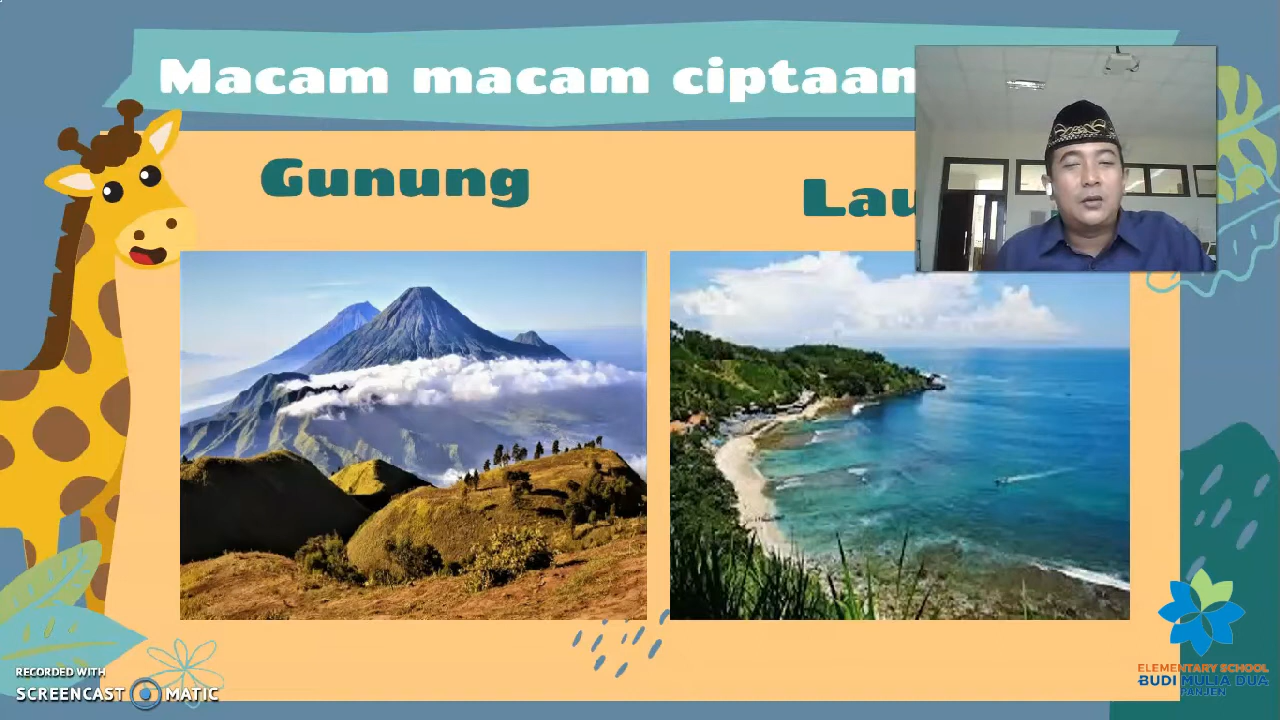 Macam macam ciptaan
Gunung
Lau
RECORDED WITH
SCREENCAST MATIC
ELEMENTARY SCHOOL
BUDI MULIA DUA
PANJEN